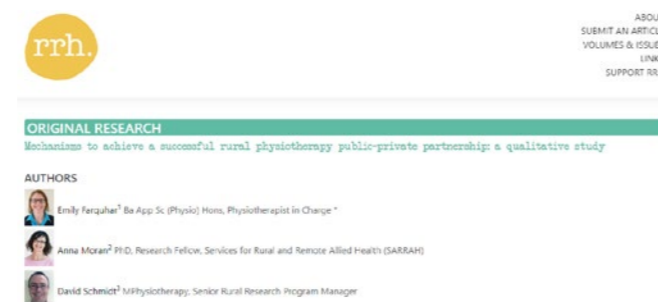 rrh.
ABOU
SUBMIT AN ARTICL
VOLUMES & ISSUE
LINK
SUPPORT RR
ORIGINAL RESEARCH
Mechanisms to achieve a successful rural physiotherapy public-private partnership: a qualitative study
AUTHORS
Emily Farquhar¹ Ba App Sc (Physio) Hons, Physiotherapist in Charge *
Anna Moran² PhD, Research Fellow, Services for Rural and Remote Allied Health (SARRAH)
David Schmidt³ MPhysiotherapy, Senior Rural Research Program Manager